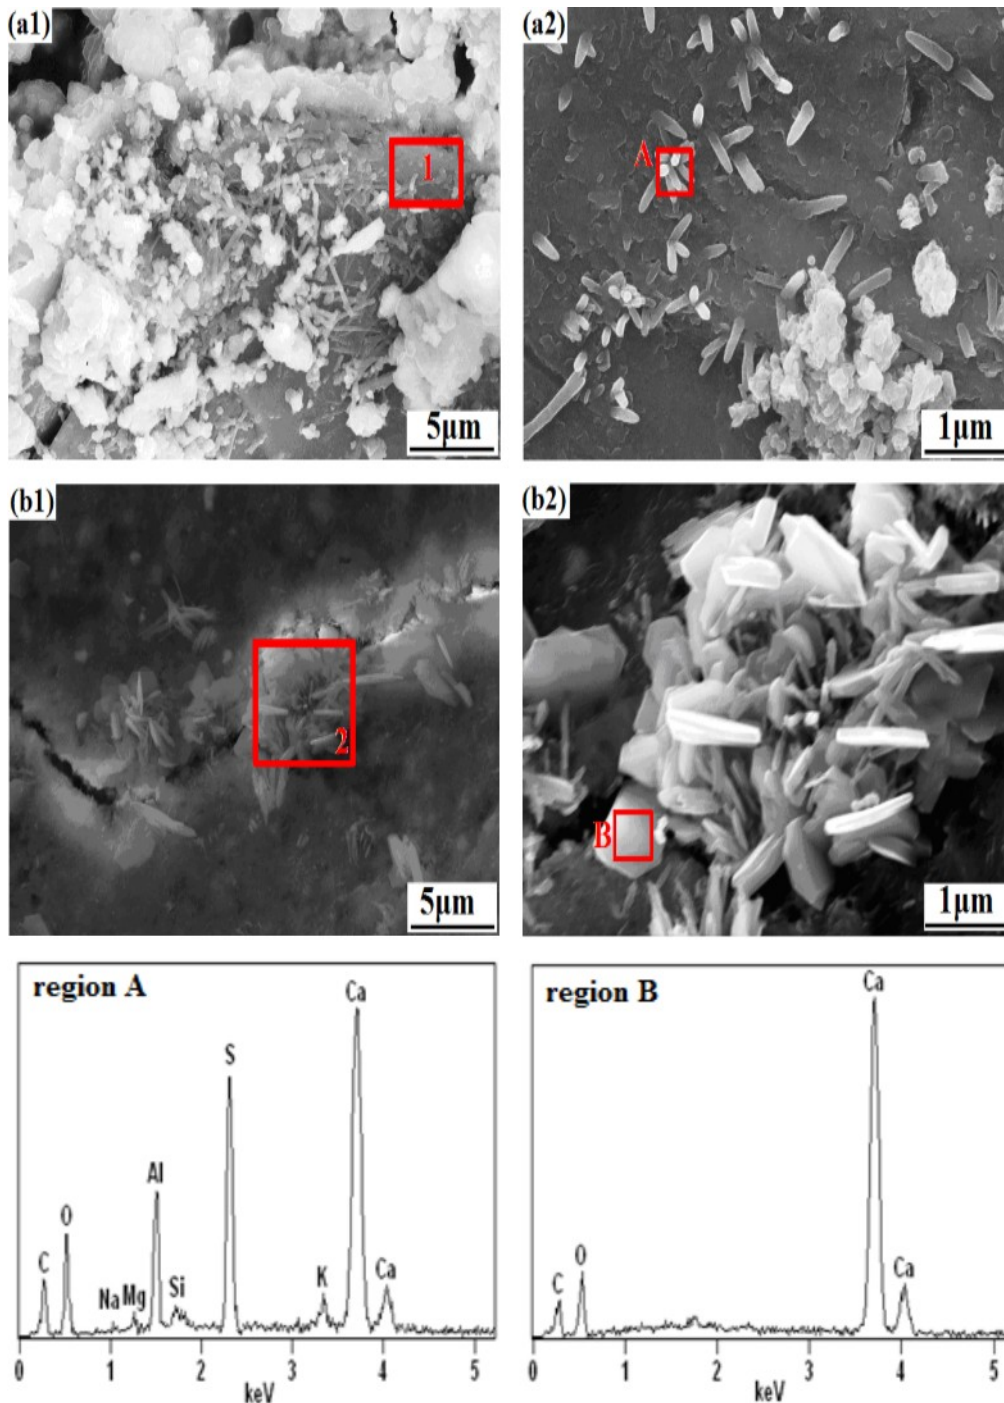 (a1)
1
5μm
(a2)
A
1μm
(b1)
2
5μm
(b2)
B
1μm
region A
C
O
Na
Mg
Al
Si
S
K
Ca
Ca
0 1 2 3 4 5
keV
region B
C
O
Ca
Ca
0 1 2 3 4 5
keV